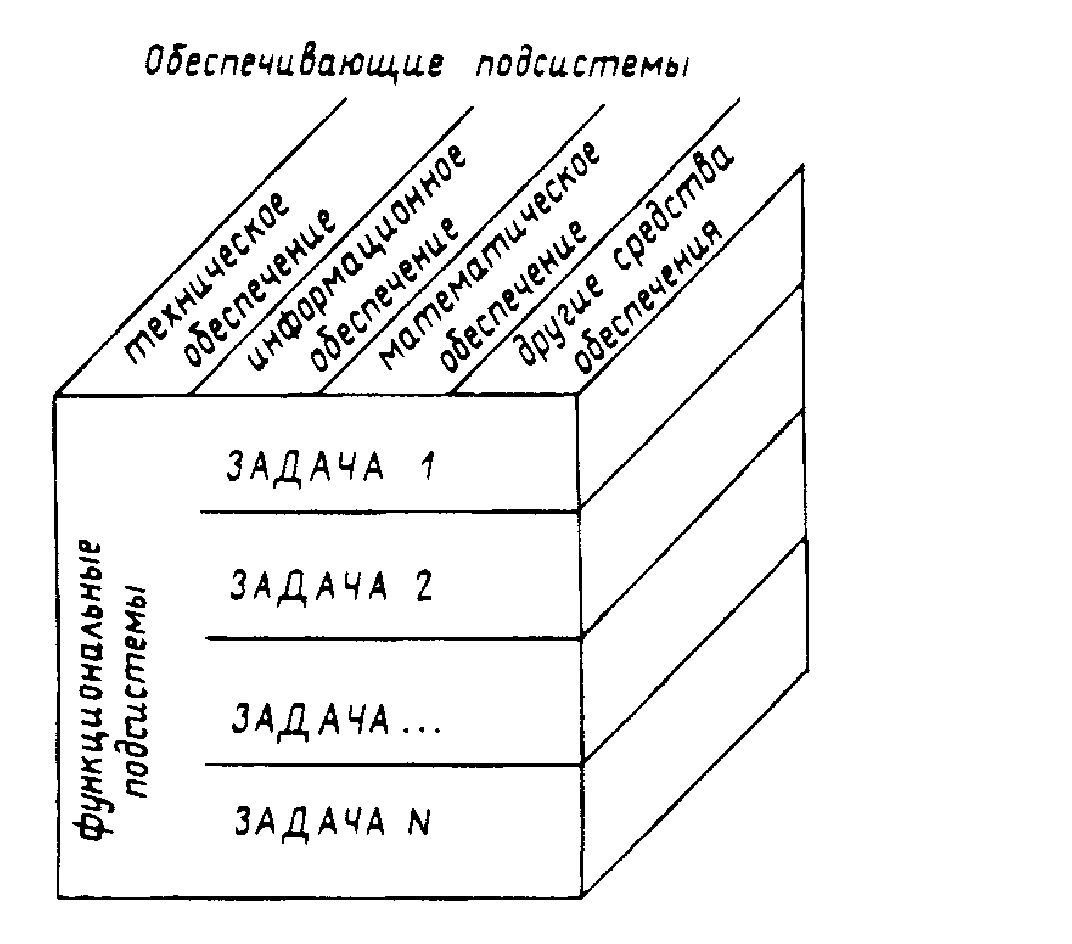 Обеспечивающие подсистемы
техническое
обеспечение
информационное
обеспечение
математическое
обеспечение
другие средства
обеспечения
функциональные
подсистемы
ЗАДАЧА 1
ЗАДАЧА 2
ЗАДАЧА...
ЗАДАЧА N